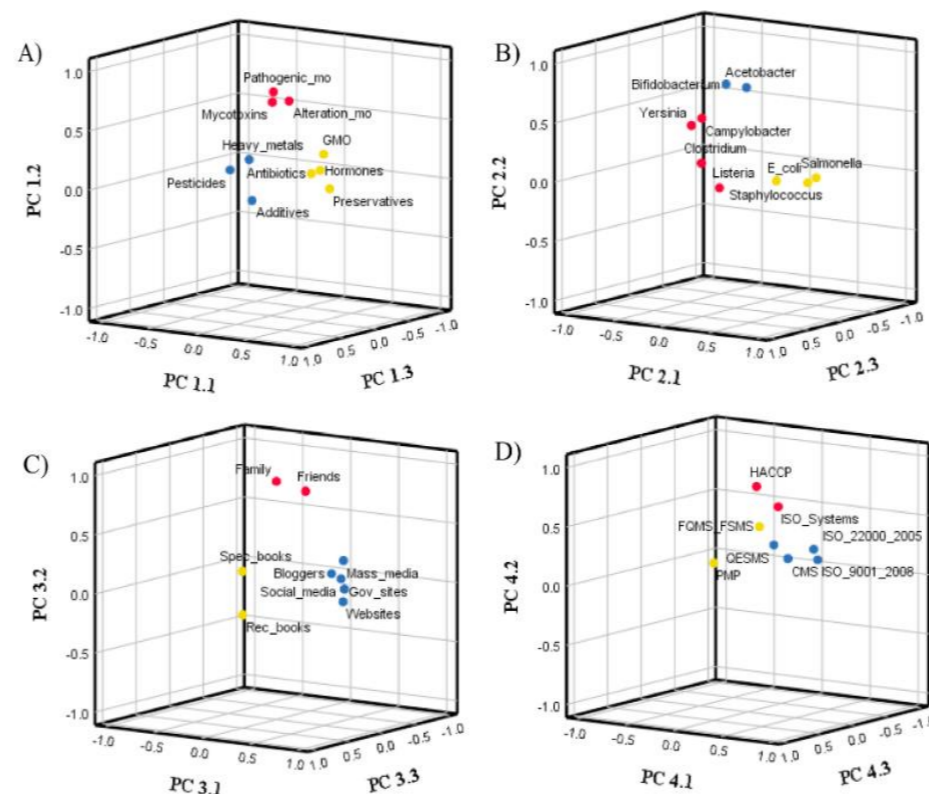 A)
1.0
0.5
0.0
-0.5
-1.0
PC 1.2
Pathogenic_mo
Mycotoxins
Alteration_mo
GMO
Heavy_metals
Antibiotics
Hormones
Pesticides
Preservatives
Additives
-1.0 -0.5 0.0 0.5 1.0
PC 1.1
1.0 0.5 0.0 -0.5 -1.0
PC 1.3
B)
1.0
0.5
0.0
-0.5
-1.0
PC 2.2
Bifidobacterium
Acetobacter
Yersinia
Campylobacter
Clostridium
Listeria
E_coli
Salmonella
Staphylococcus
-1.0 -0.5 0.0 0.5 1.0
PC 2.1
1.0 0.5 0.0 -0.5 -1.0
PC 2.3
C)
1.0
0.5
0.0
-0.5
-1.0
PC 3.2
Family
Friends
Spec_books
Bloggers
Mass_media
Social_media
Gov_sites
Websites
Rec_books
-1.0 -0.5 0.0 0.5 1.0
PC 3.1
1.0 0.5 0.0 -0.5 -1.0
PC 3.3
D)
1.0
0.5
0.0
-0.5
-1.0
PC 4.2
HACCP
ISO_Systems
FQMS_FSMS
ISO_22000_2005
QESMS
CMS
ISO_9001_2008
PMP
-1.0 -0.5 0.0 0.5 1.0
PC 4.1
1.0 0.5 0.0 -0.5 -1.0
PC 4.3